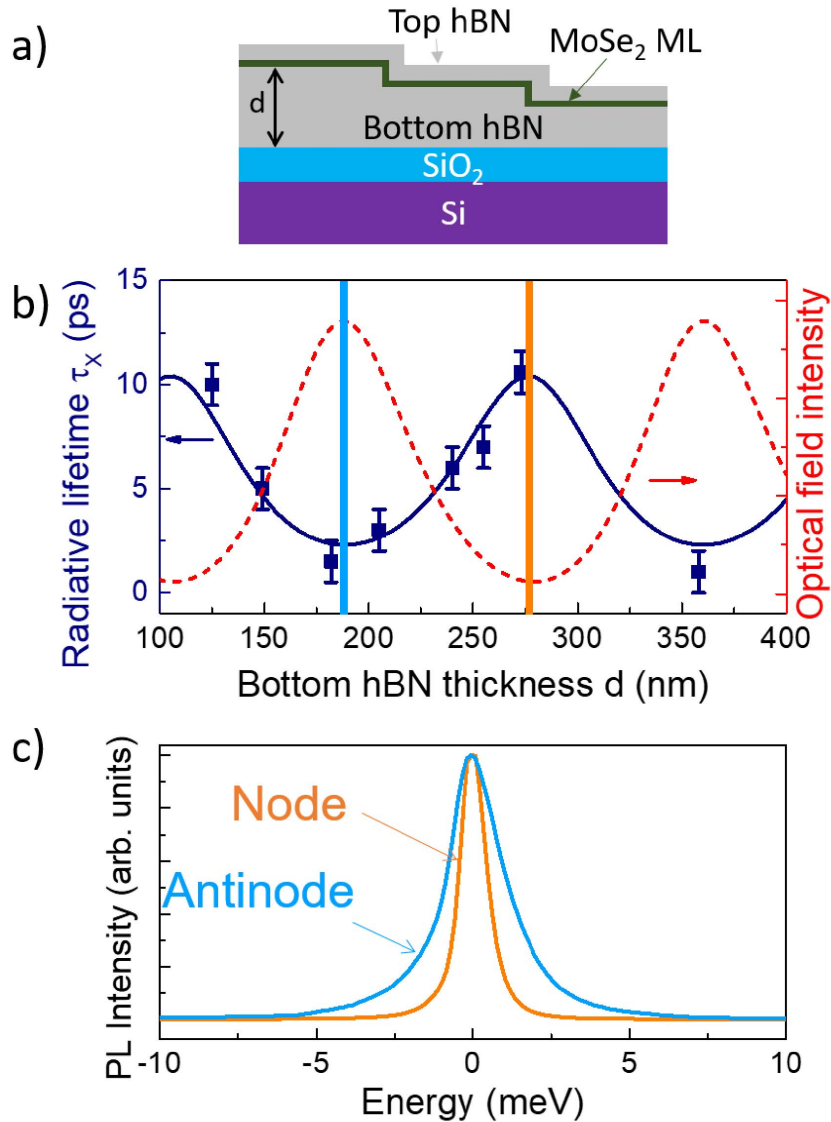 a)
Top hBN
MoSe₂ ML
d
Bottom hBN
SiO₂
Si
b)
Radiative lifetime τ_X (ps)
15
10
5
0
Optical field intensity
100 150 200 250 300 350 400
Bottom hBN thickness d (nm)
c)
PL Intensity (arb. units)
Node
Antinode
-10 -5 0 5 10
Energy (meV)